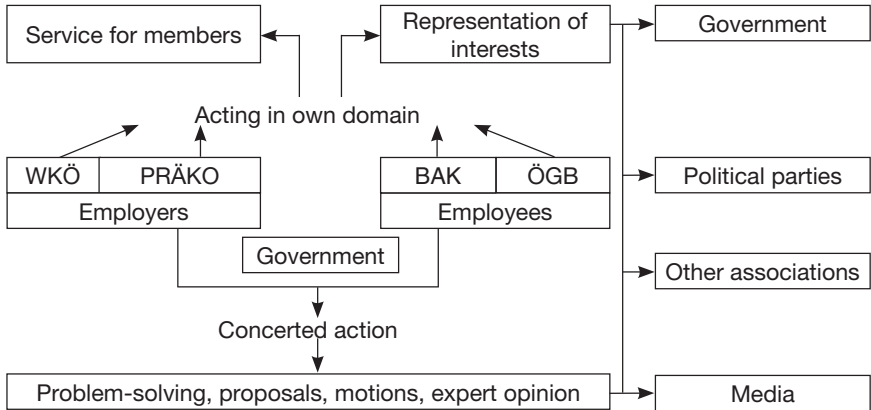 Service for members
Representation of
interests
Government
Acting in own domain
WKÖ
PRÄKO
BAK
ÖGB
Political parties
Employers
Employees
Government
Other associations
Concerted action
Problem-solving, proposals, motions, expert opinion
Media